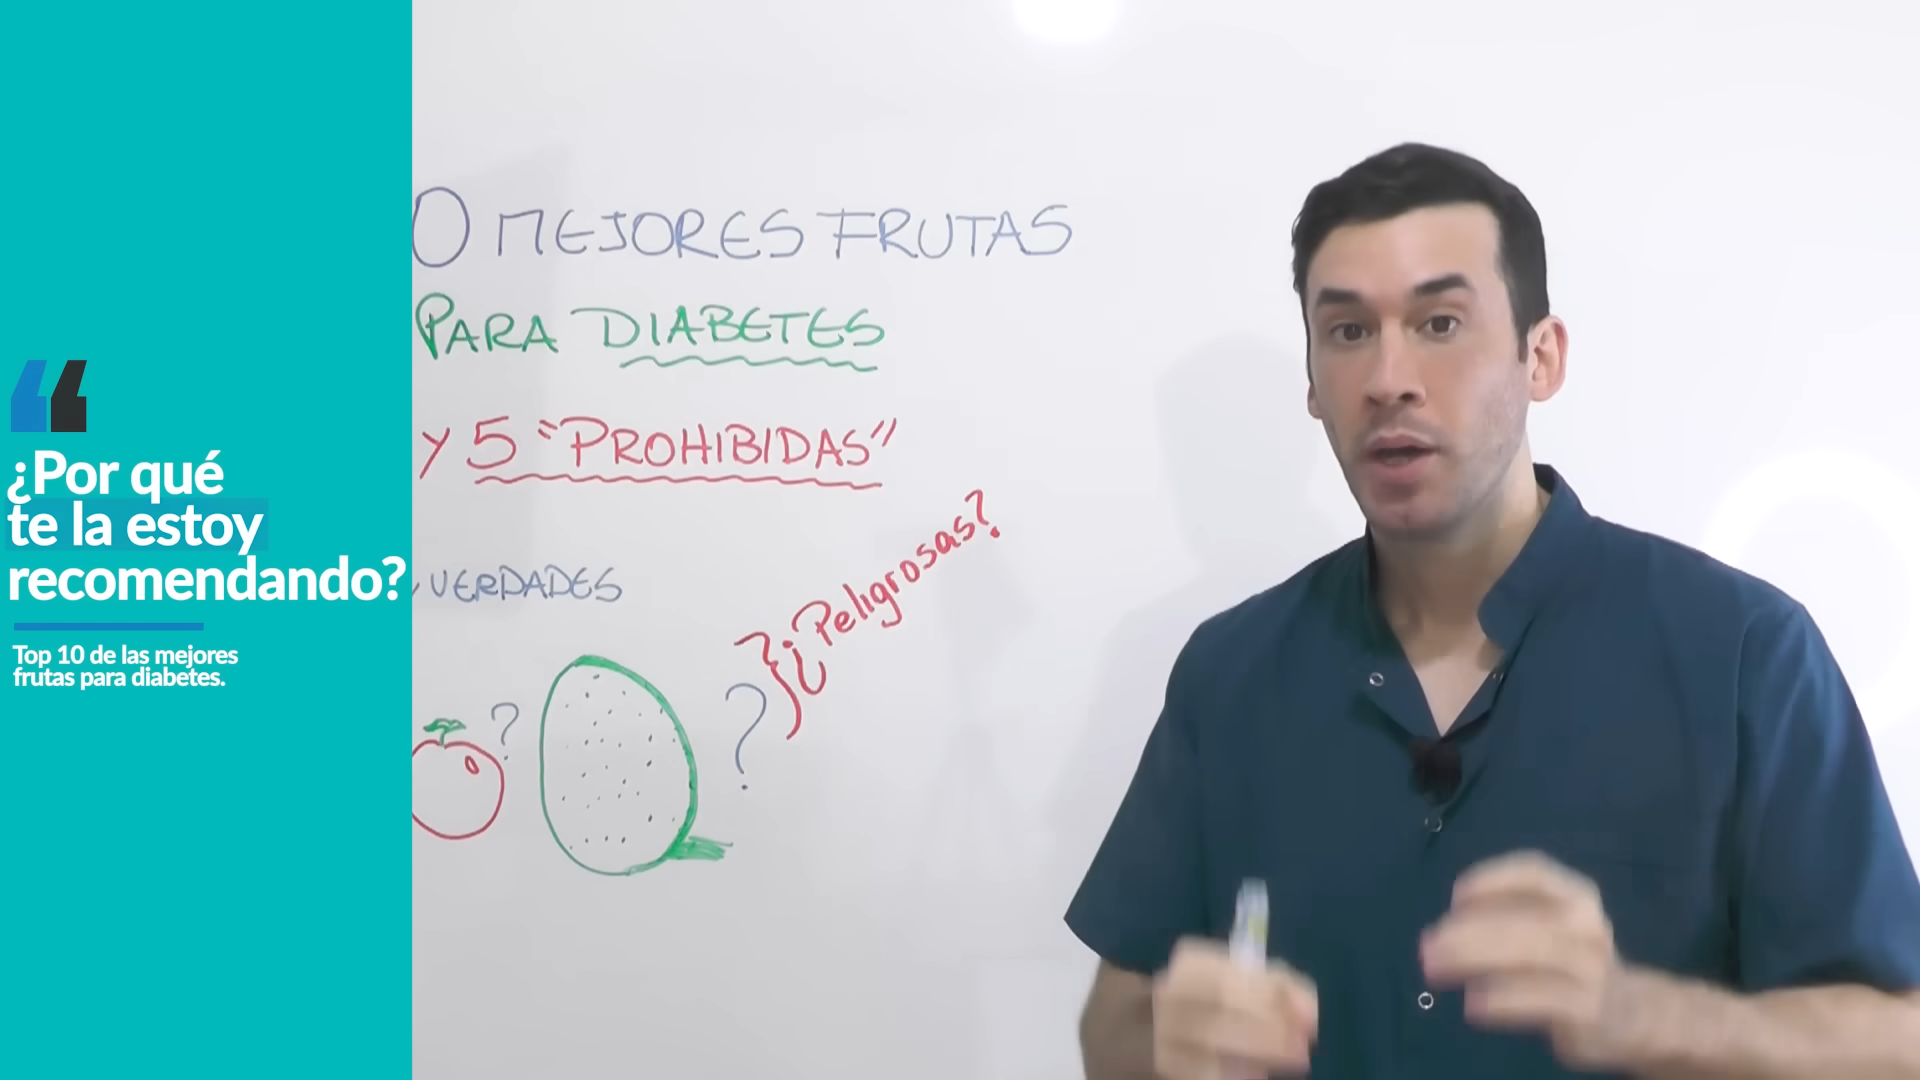 ¿Por qué
te la estoy
recomendando?
Top 10 de las mejores
frutas para diabetes.
0 MEJORES FRUTAS
PARA DIABETES
Y 5 "PROHIBIDAS"
VERDADES
¿Peligrosas?
?
?